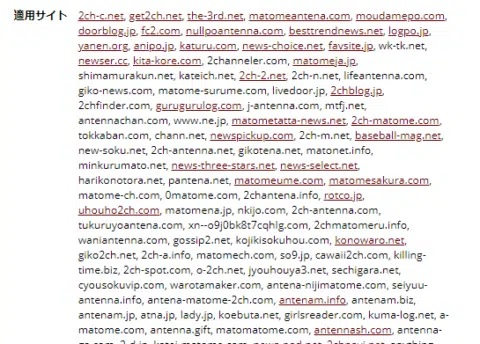 適用サイト 2ch-c.net, get2ch.net, the-3rd.net, matomeantena.com, moudamepo.com,
doorblog.jp, fc2.com, nullpoantenna.com, besttrendnews.net, logpo.jp,
yanen.org, anipo.jp, katuru.com, news-choice.net, favsite.jp, wk-tk.net,
newser.cc, kita-kore.com, 2channeler.com, matomeja.jp,
shimamurakun.net, kateich.net, 2ch-2.net, 2ch-n.net, lifeantenna.com,
giko-news.com, matome-surume.com, livedoor.jp, 2chblog.jp,
2chfinder.com, gurugurulog.com, j-antenna.com, mtfj.net,
antennachan.com, www.ne.jp, matometatta-news.net, 2ch-matome.com,
tokkaban.com, chann.net, newspickup.com, 2ch-m.net, baseball-mag.net,
new-soku.net, 2ch-antenna.net, gikotena.net, matonet.info,
minkurumato.net, news-three-stars.net, news-select.net,
harikonotora.net, pantena.net, matomeume.com, matomesakura.com,
matome-ch.com, 0matome.com, 2chantena.info, rotco.jp,
uhouho2ch.com, matomena.jp, nkijo.com, 2ch-antenna.com,
tukuruyoantena.com, xn--o9j0bk8t7cqhlg.com, 2chmatomeru.info,
waniantenna.com, gossip2.net, kojikisokuhou.com, konowaro.net,
giko2ch.net, 2ch-a.info, matomech.com, so9.jp, cawaii2ch.com, killing-
time.biz, 2ch-spot.com, o-2ch.net, jyouhouya3.net, sechigara.net,
cyousokuvip.com, warotamaker.com, antena-nijimatome.com, seiyuu-
antenna.info, antena-matome-2ch.com, antenam.info, antenam.biz,
antenam.jp, atna.jp, lady.jp, koebuta.net, girlsreader.com, kuma-log.net, a-
matome.com, antenna.gift, matomatome.com, antennash.com, antenna-